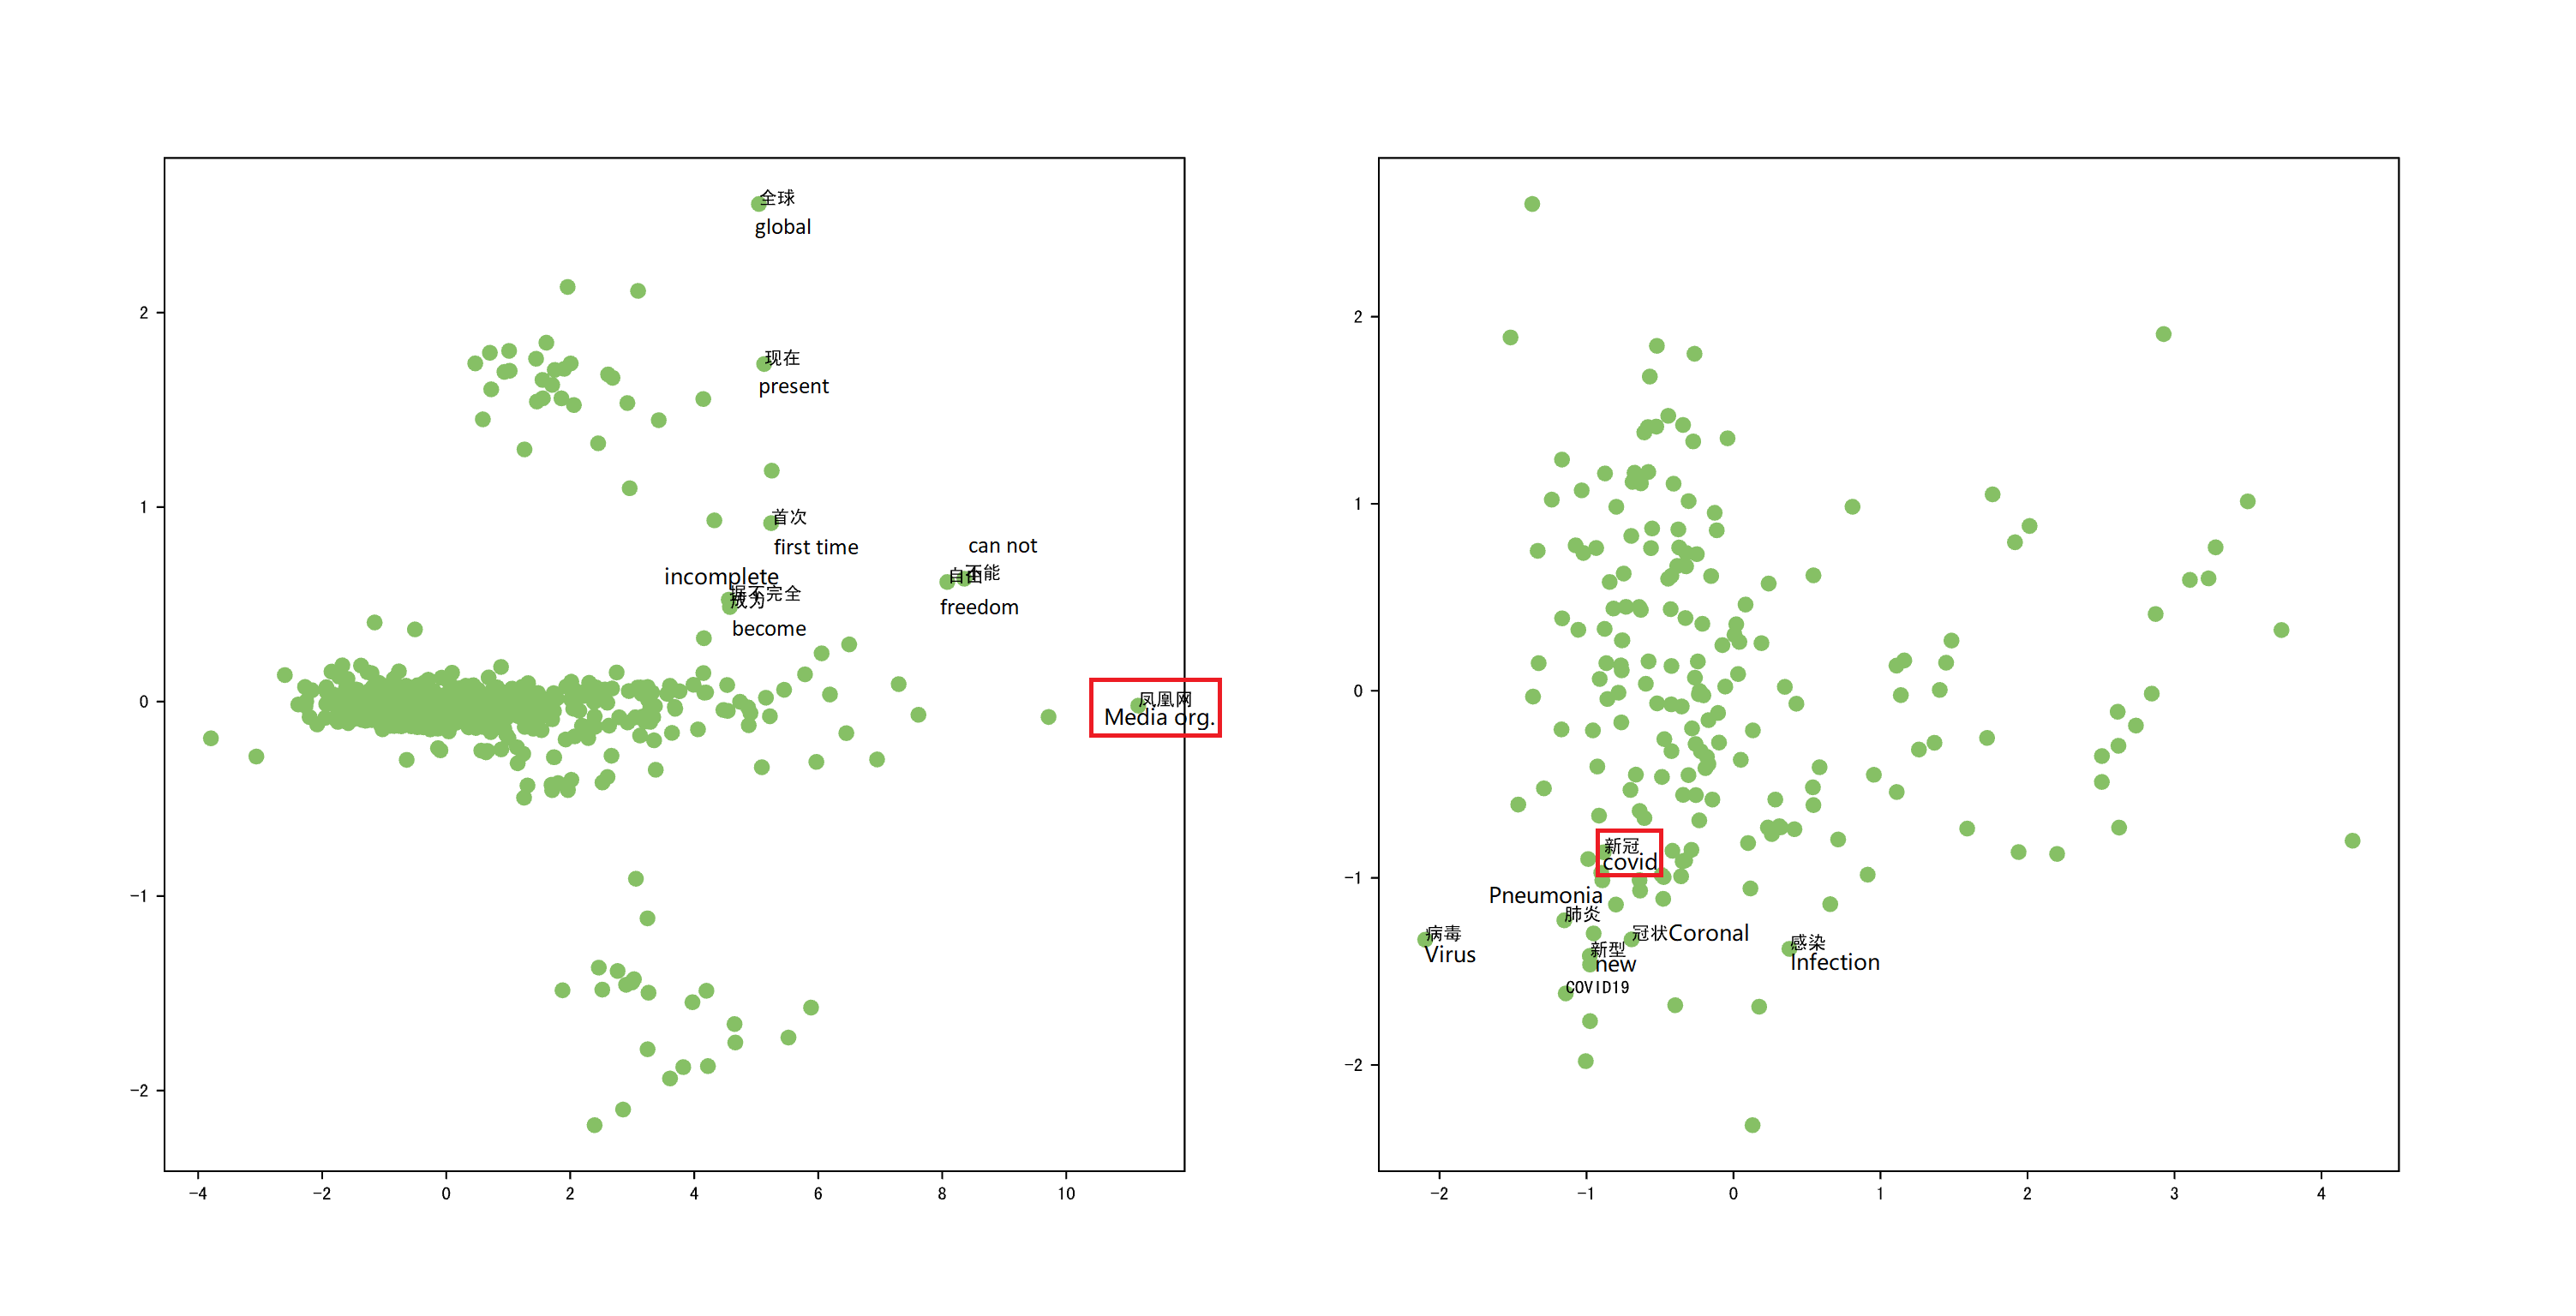 全球
global
2
现在
present
1
首次
first time
can not
不能
自由
freedom
incomplete
据不完全
成为
become
0
凤凰网
Media org.
-1
-2
-4
-2
0
2
4
6
8
10
2
1
0
新冠
covid
-1
Pneumonia
肺炎
病毒
Virus
冠状Coronal
新型
new
感染
Infection
COVID19
-2
-2
-1
0
1
2
3
4